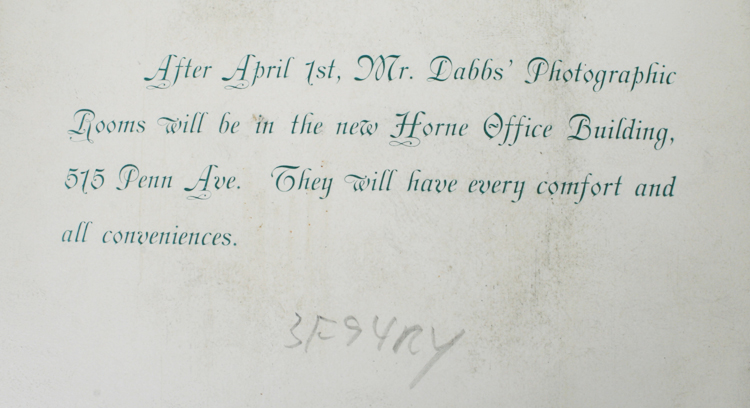 After April 1st, Mr. Dabbs' Photographic
Rooms will be in the new Horne Office Building,
515 Penn Ave. They will have every comfort and
all conveniences.
3F94RY